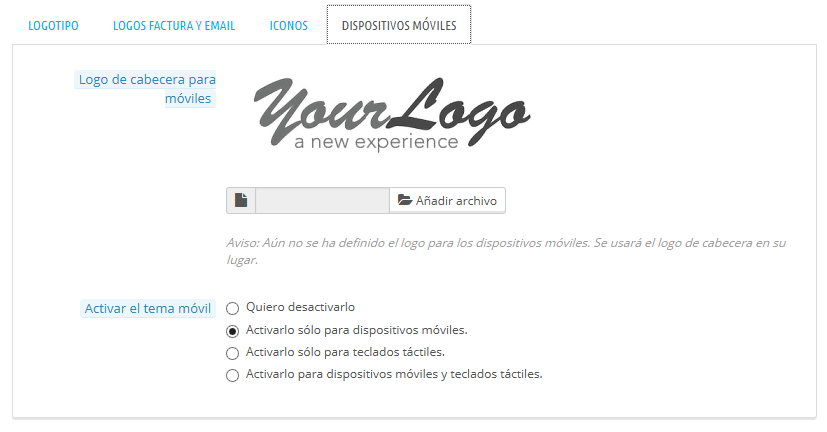 LOGOTIPO LOGOS FACTURA Y EMAIL ICONOS DISPOSITIVOS MÓVILES
Logo de cabecera para
móviles
YourLogo
a new experience
Añadir archivo
Aviso: Aún no se ha definido el logo para los dispositivos móviles. Se usará el logo de cabecera en su
lugar.
Activar el tema móvil
Quiero desactivarlo
Activarlo sólo para dispositivos móviles.
Activarlo sólo para teclados táctiles.
Activarlo para dispositivos móviles y teclados táctiles.